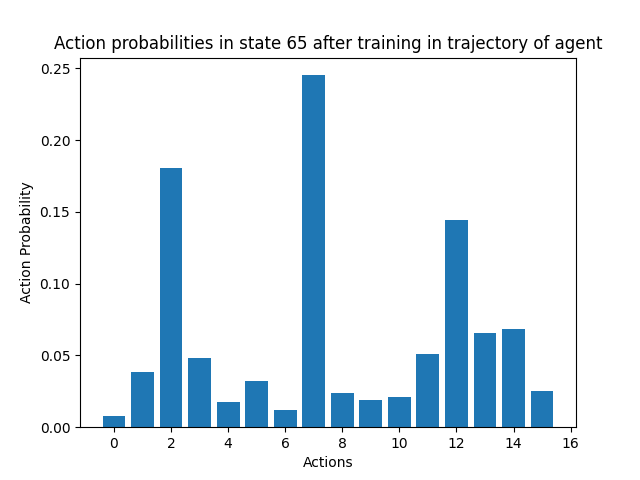 Action probabilities in state 65 after training in trajectory of agent
0.25
0.20
0.15
0.10
0.05
0.00
Action Probability
0 2 4 6 8 10 12 14 16
Actions